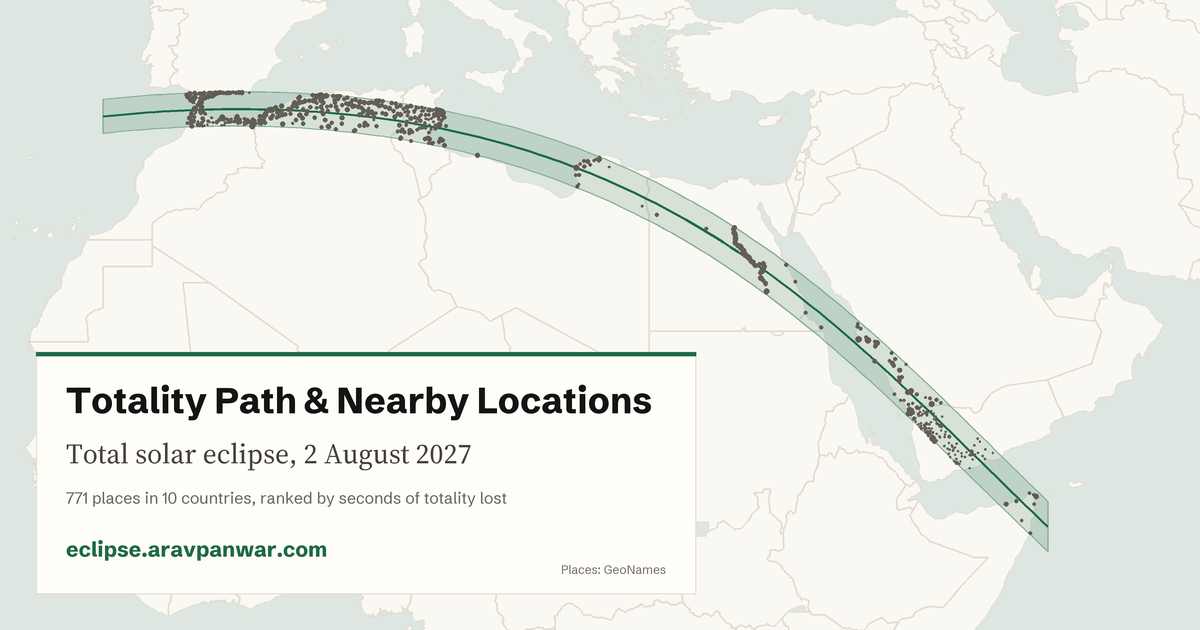 Totality Path & Nearby Locations
Total solar eclipse, 2 August 2027
771 places in 10 countries, ranked by seconds of totality lost
eclipse.aravpanwar.com
Places: GeoNames